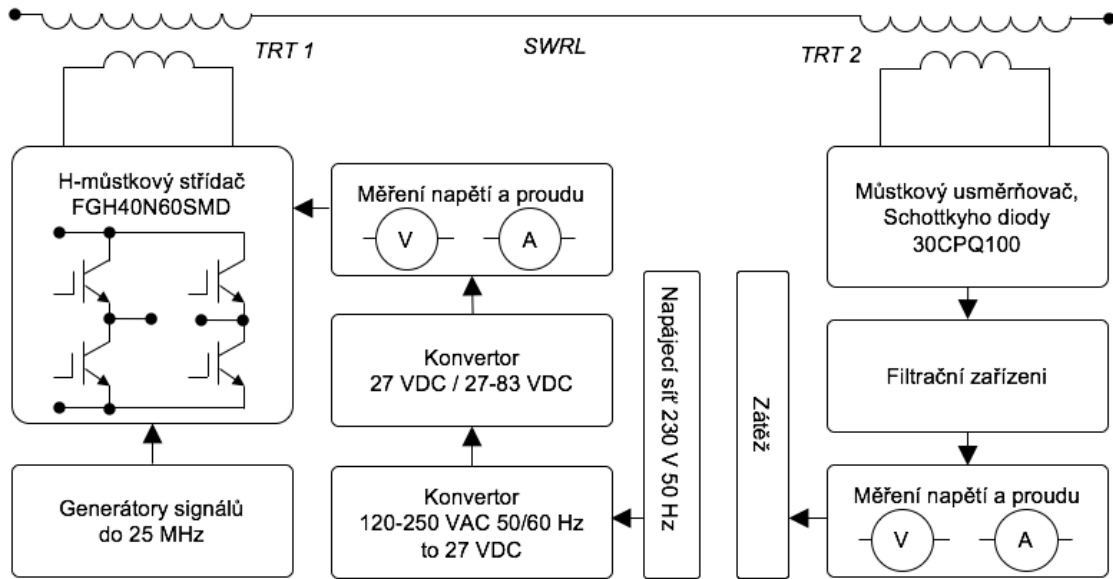 TRT 1
SWRL
TRT 2
H-můstkový střídač
FGH40N60SMD
Měření napětí a proudu
V
A
Můstkový usměrňovač,
Schottkyho diody
30CPQ100
Konvertor
27 VDC / 27-83 VDC
Napájecí síť 230 V 50 Hz
Zátěž
Filtrační zařízeni
Generátory signálů
do 25 MHz
Konvertor
120-250 VAC 50/60 Hz
to 27 VDC
Měření napětí a proudu
V
A